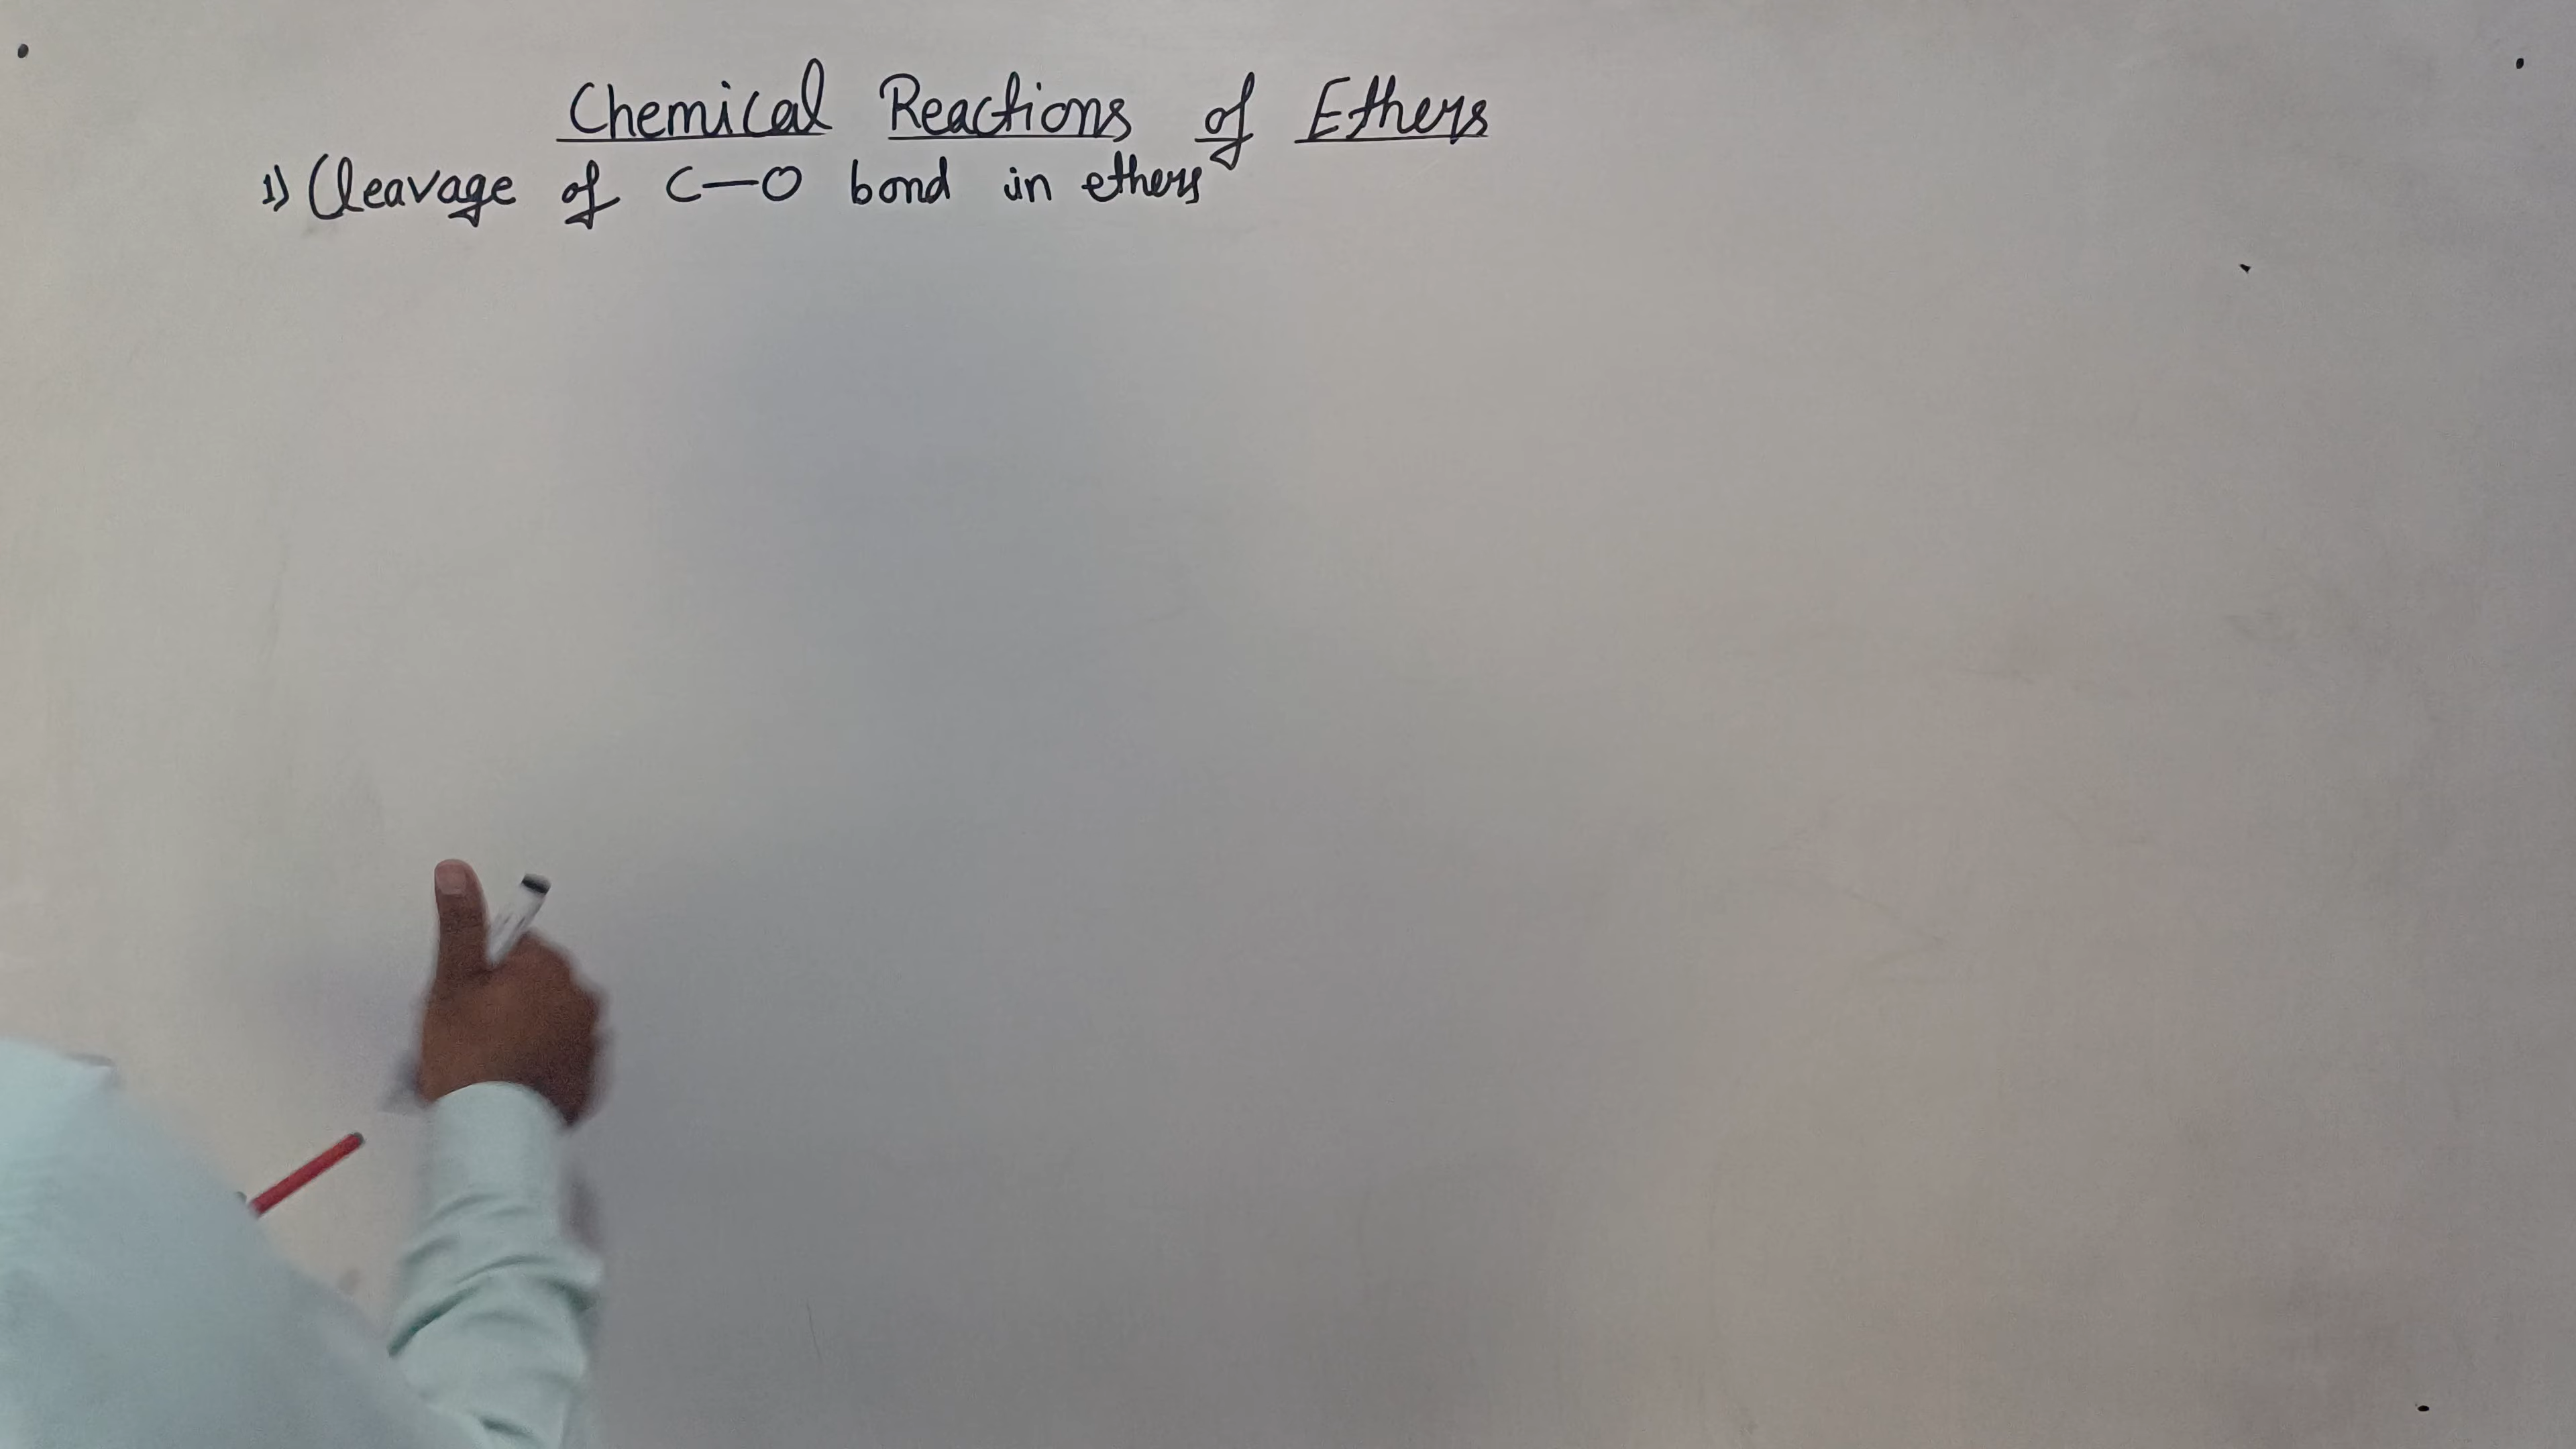 Chemical Reactions of Ethers
1) Cleavage of C—O bond in ethers